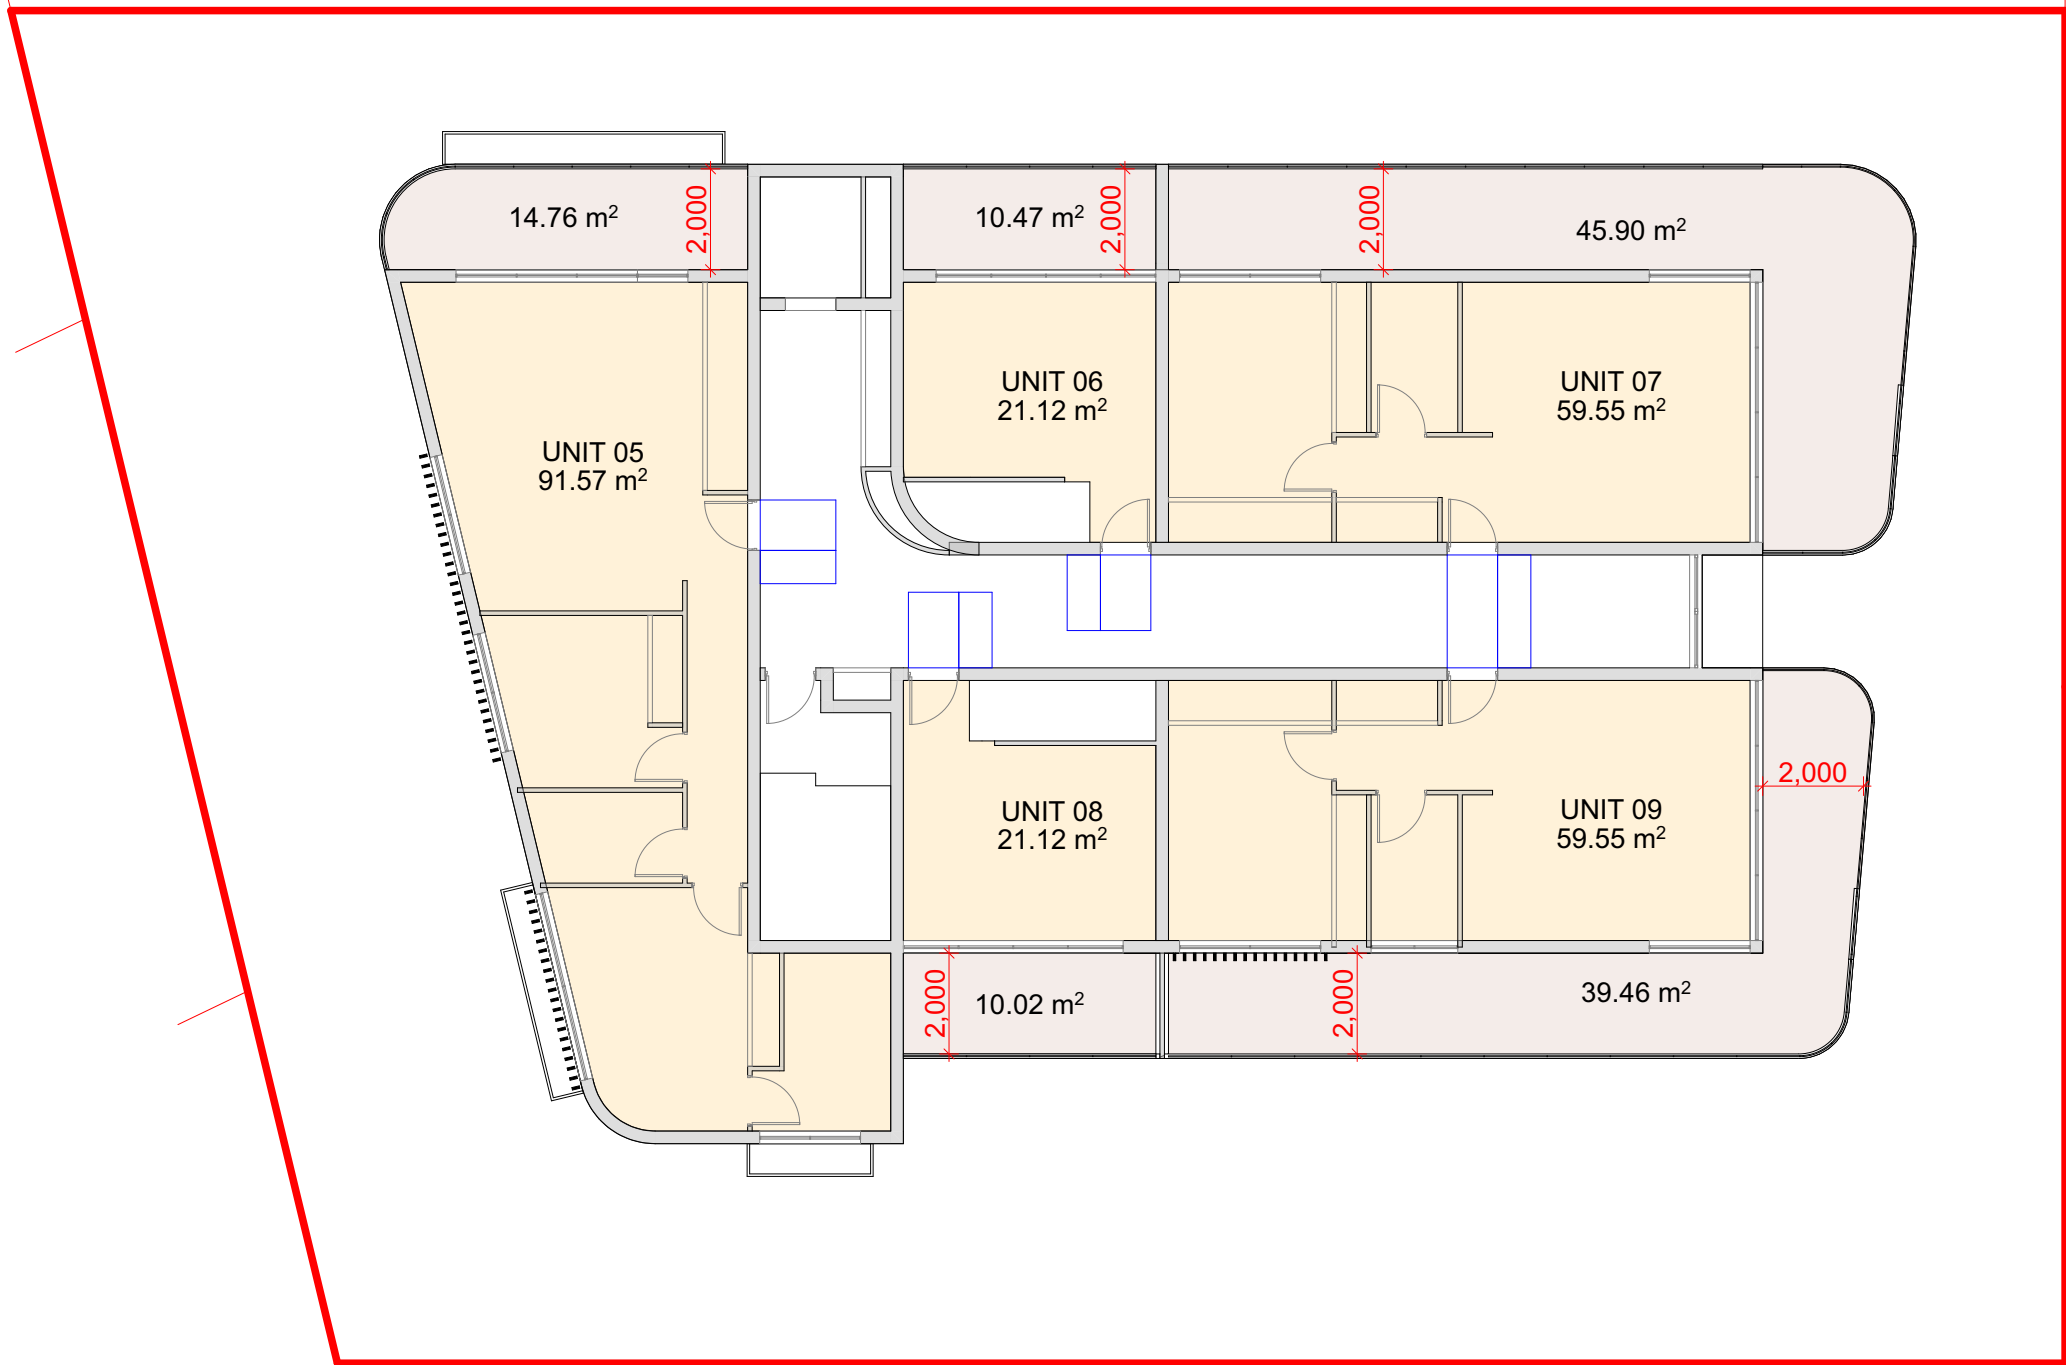 14.76 m²
2,000
10.47 m²
2,000
2,000
45.90 m²
UNIT 05
91.57 m²
UNIT 06
21.12 m²
UNIT 07
59.55 m²
UNIT 08
21.12 m²
UNIT 09
59.55 m²
2,000
2,000
10.02 m²
2,000
39.46 m²